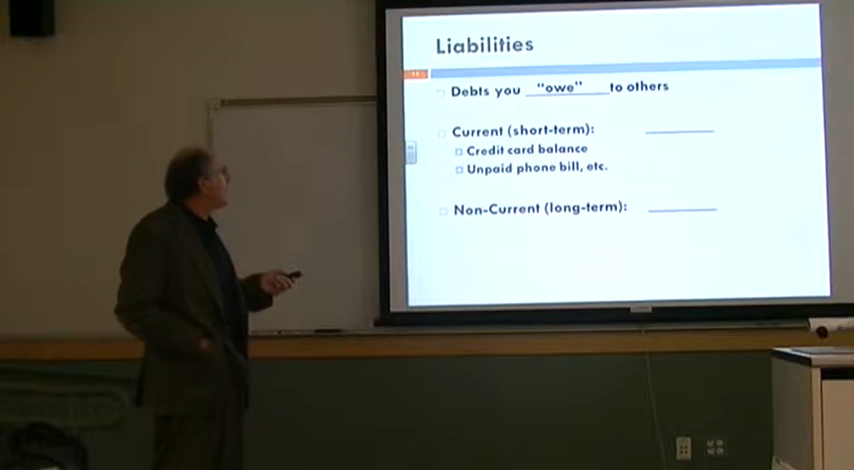 Liabilities
Debts you "owe" to others
Current (short-term):
Credit card balance
Unpaid phone bill, etc.
Non-Current (long-term):